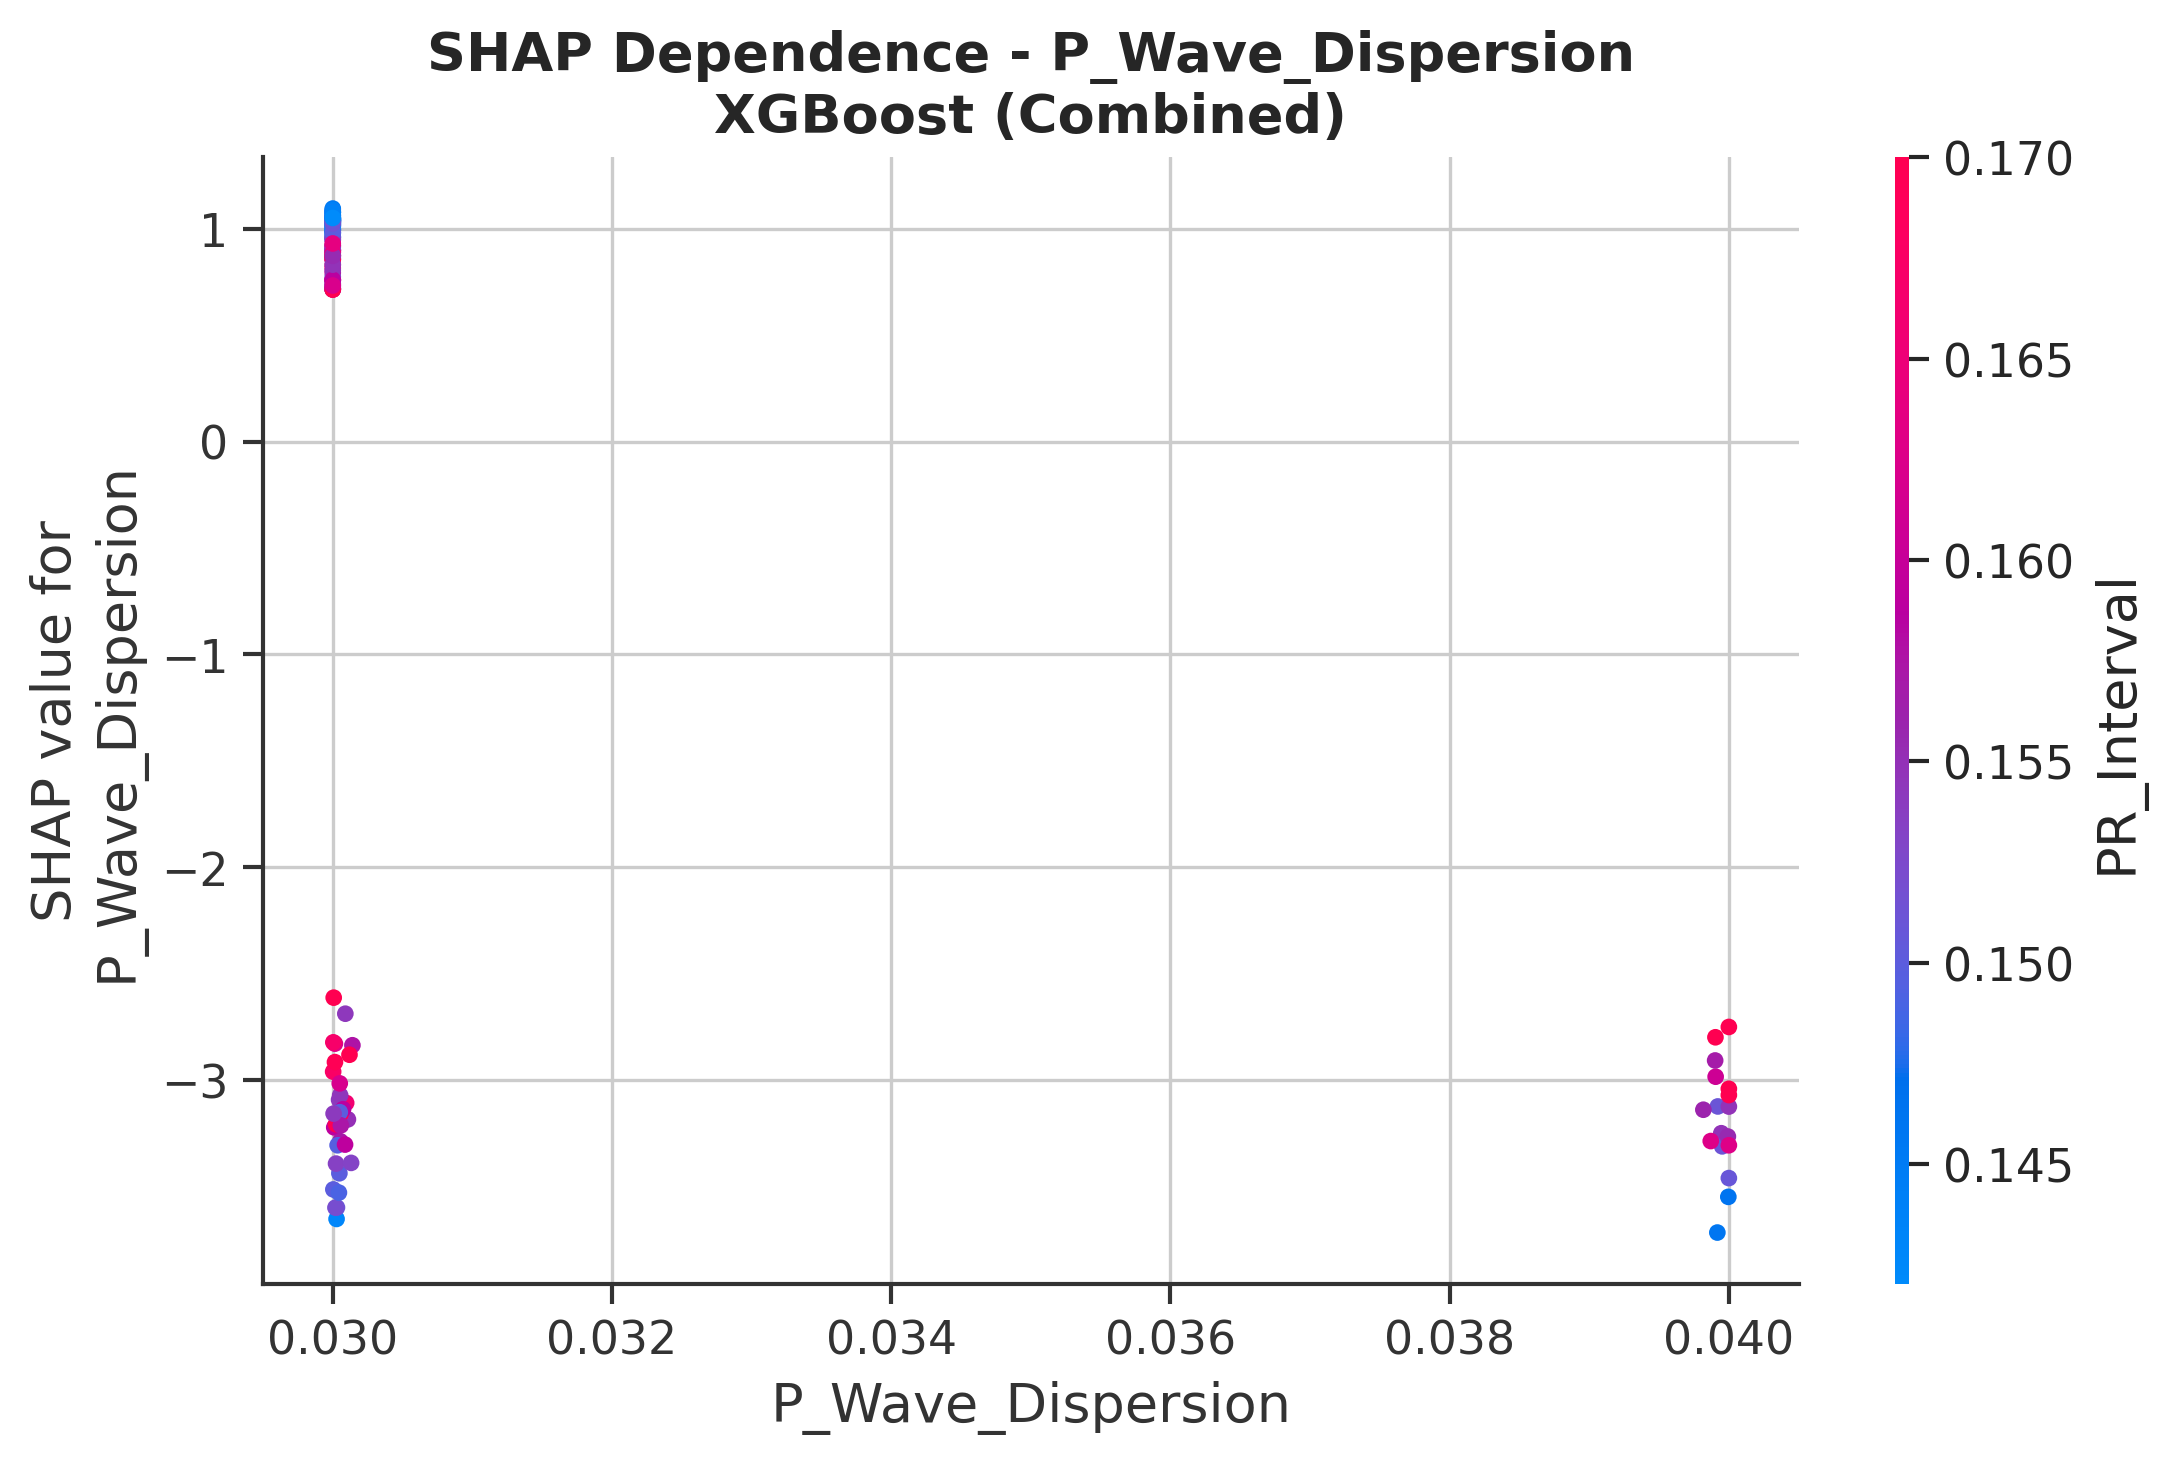 SHAP Dependence - P_Wave_Dispersion
XGBoost (Combined)
SHAP value for
P_Wave_Dispersion
1
0
−1
−2
−3
0.030
0.032
0.034
0.036
0.038
0.040
P_Wave_Dispersion
0.170
0.165
0.160
0.155
0.150
0.145
PR_Interval